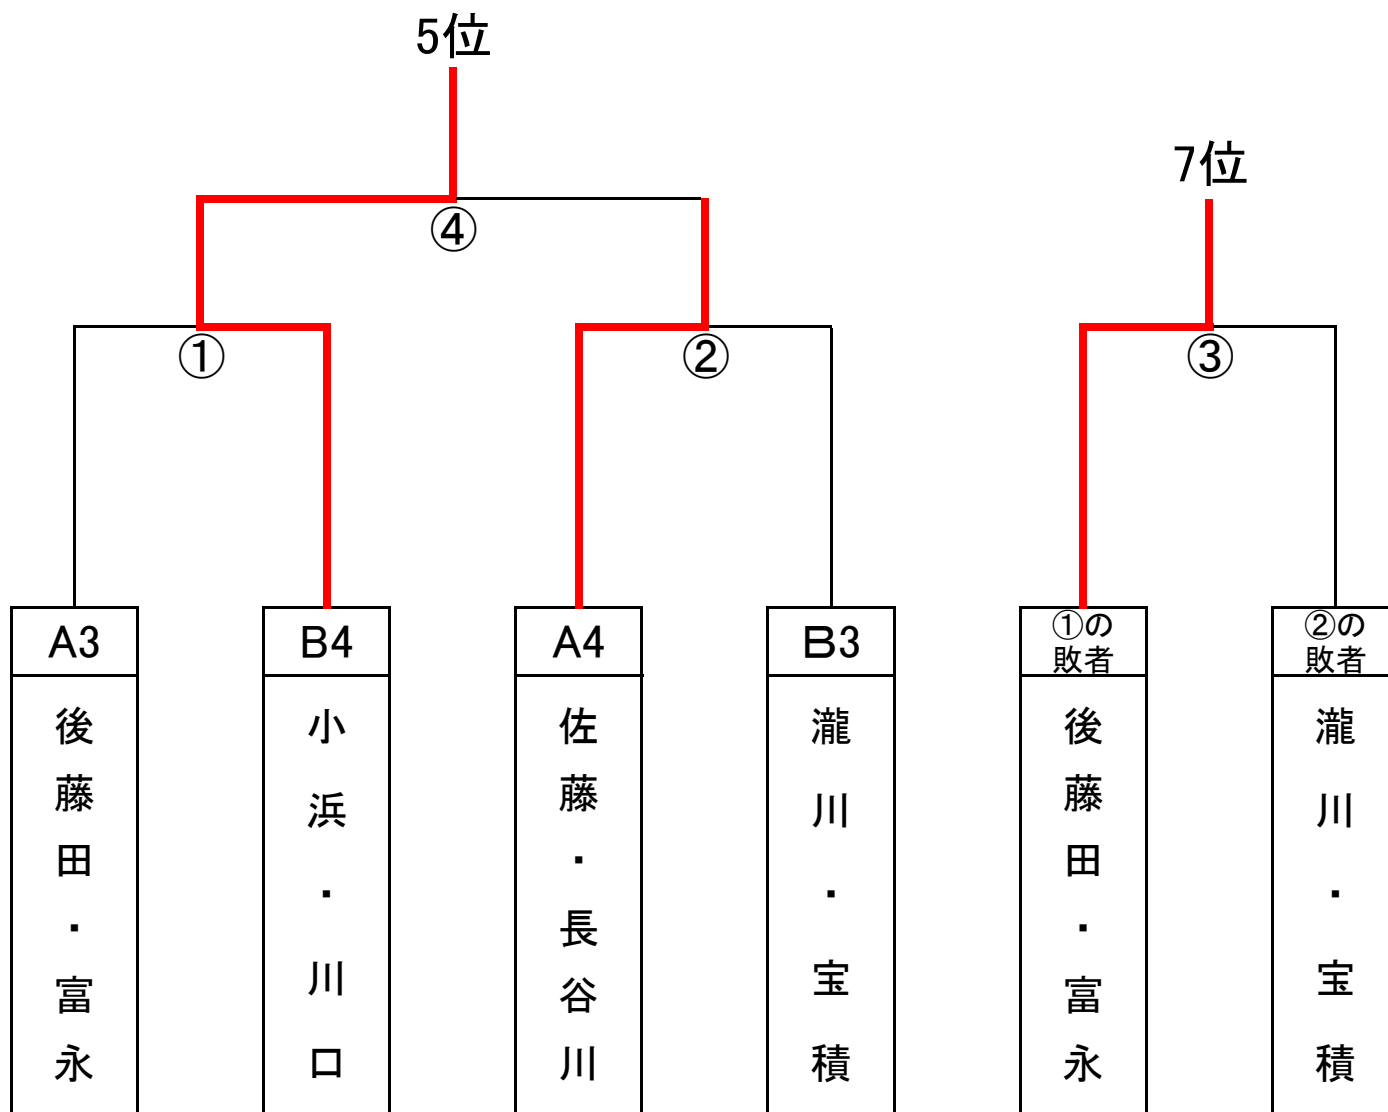 5位
7位
④
①
②
③
A3
B4
A4
B3
①の
敗者
②の
敗者
後藤田・富永
小浜・川口
佐藤・長谷川
瀧川・宝積
後藤田・富永
瀧川・宝積